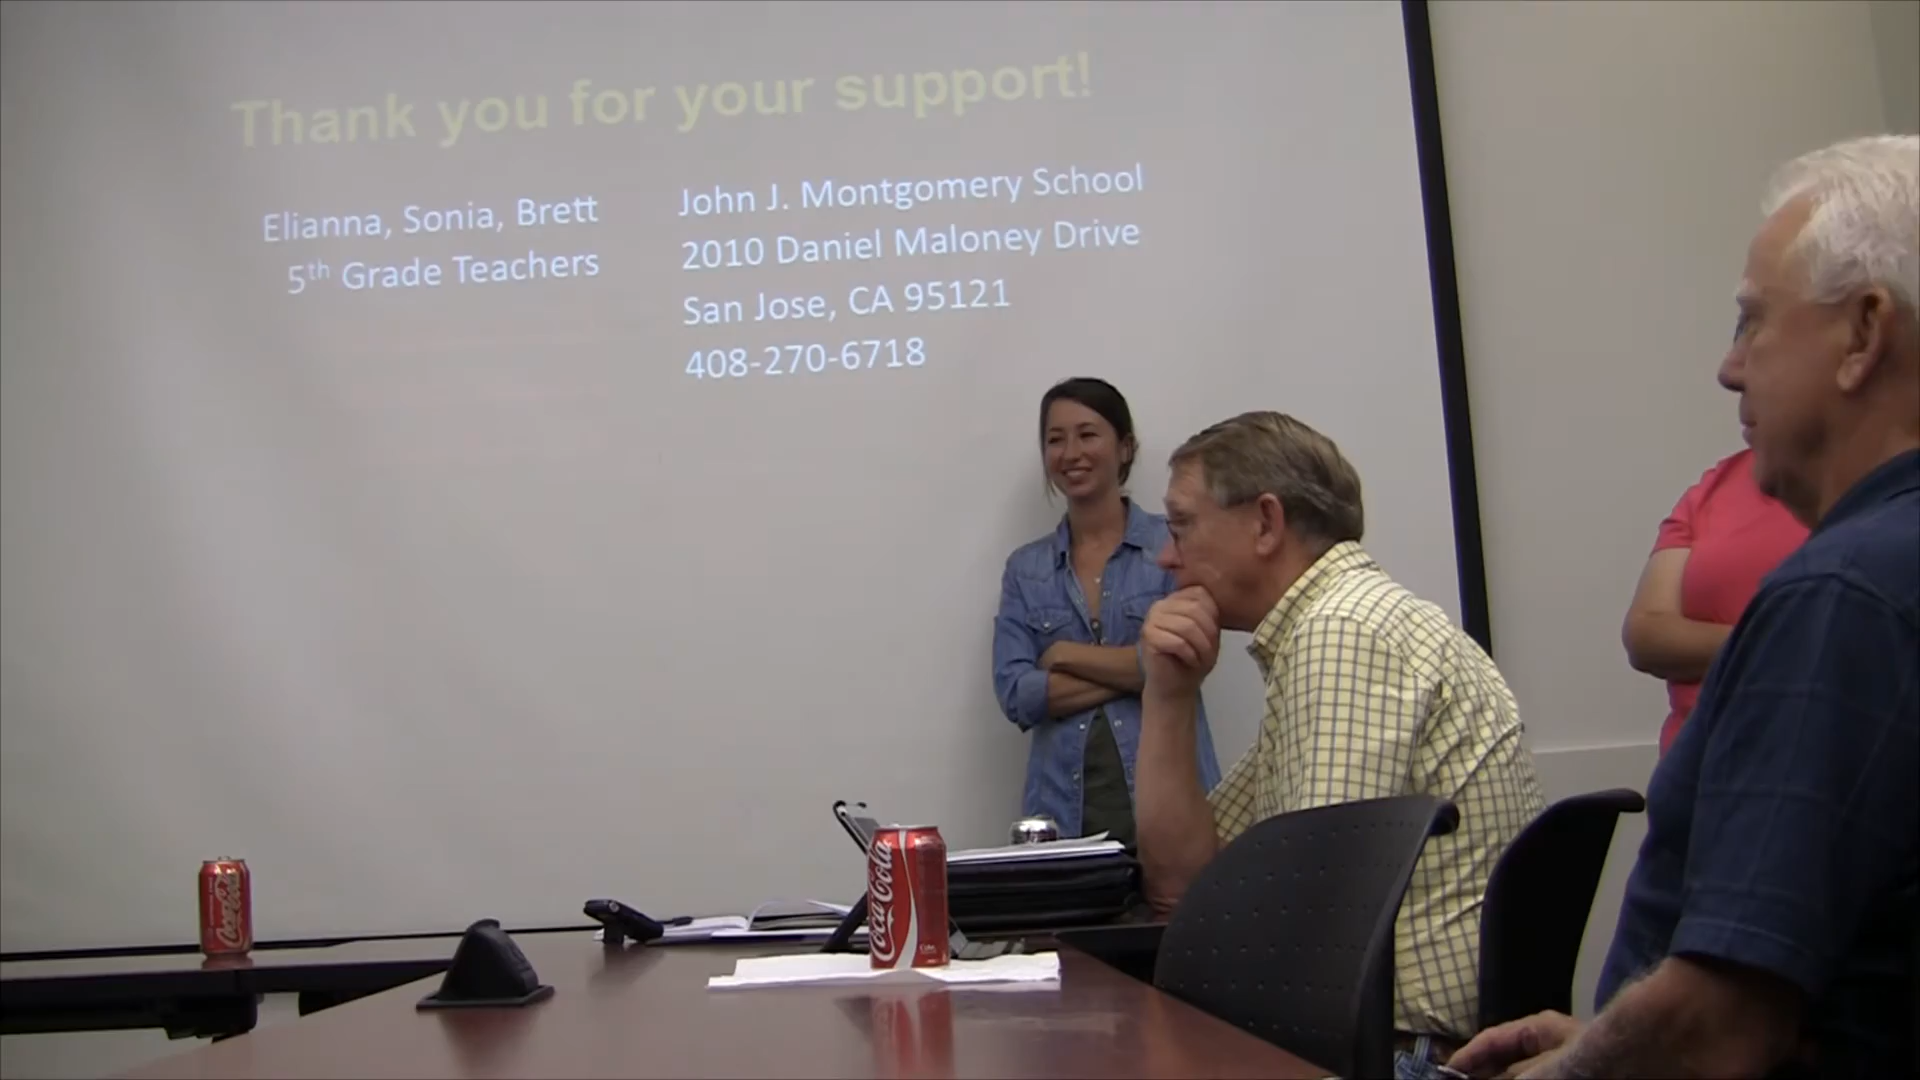 Thank you for your support!
Elianna, Sonia, Brett
5th Grade Teachers
John J. Montgomery School
2010 Daniel Maloney Drive
San Jose, CA 95121
408-270-6718
Coca-Cola
Coca-Cola